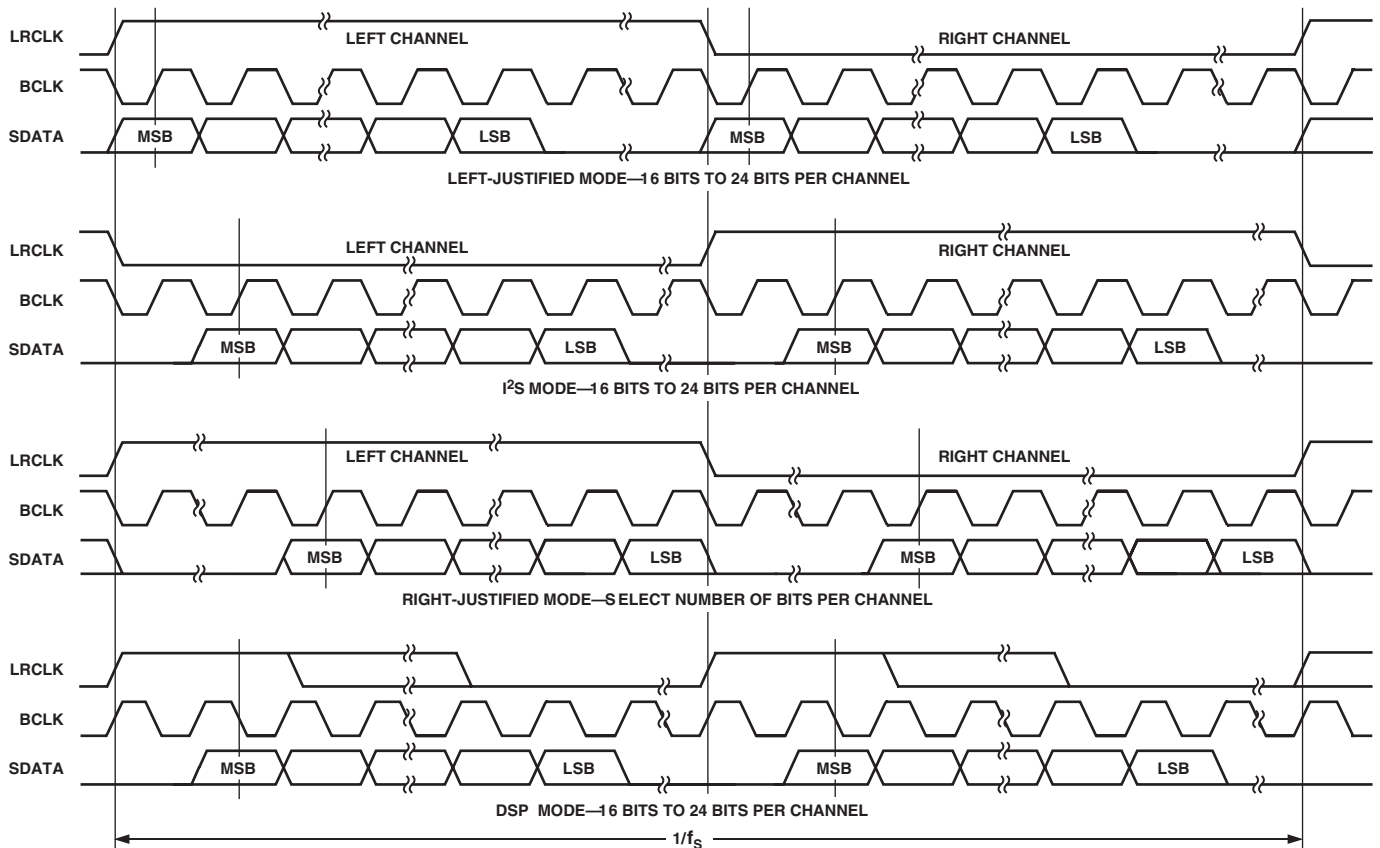 LRCLK LEFT CHANNEL RIGHT CHANNEL
BCLK
SDATA MSB LSB MSB LSB
LEFT-JUSTIFIED MODE—16 BITS TO 24 BITS PER CHANNEL
LRCLK LEFT CHANNEL RIGHT CHANNEL
BCLK
SDATA MSB LSB MSB LSB
I²S MODE—16 BITS TO 24 BITS PER CHANNEL
LRCLK LEFT CHANNEL RIGHT CHANNEL
BCLK
SDATA MSB LSB MSB LSB
RIGHT-JUSTIFIED MODE—SELECT NUMBER OF BITS PER CHANNEL
LRCLK
BCLK
SDATA MSB LSB MSB LSB
DSP MODE—16 BITS TO 24 BITS PER CHANNEL
1/fS